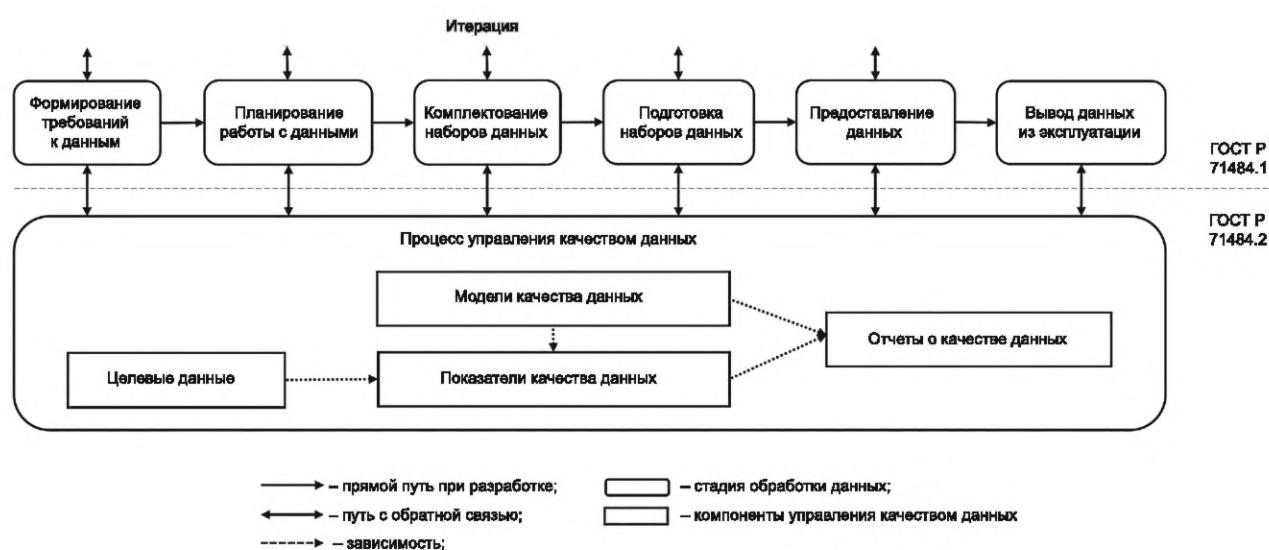 Итерация
Формирование
требований
к данным
Планирование
работы с данными
Комплектование
наборов данных
Подготовка
наборов данных
Предоставление
данных
Вывод данных
из эксплуатации
ГОСТ Р
71484.1
ГОСТ Р
71484.2
Процесс управления качеством данных
Модели качества данных
Отчеты о качестве данных
Целевые данные
Показатели качества данных
– прямой путь при разработке;
– стадия обработки данных;
– путь с обратной связью;
– компоненты управления качеством данных
– зависимость;